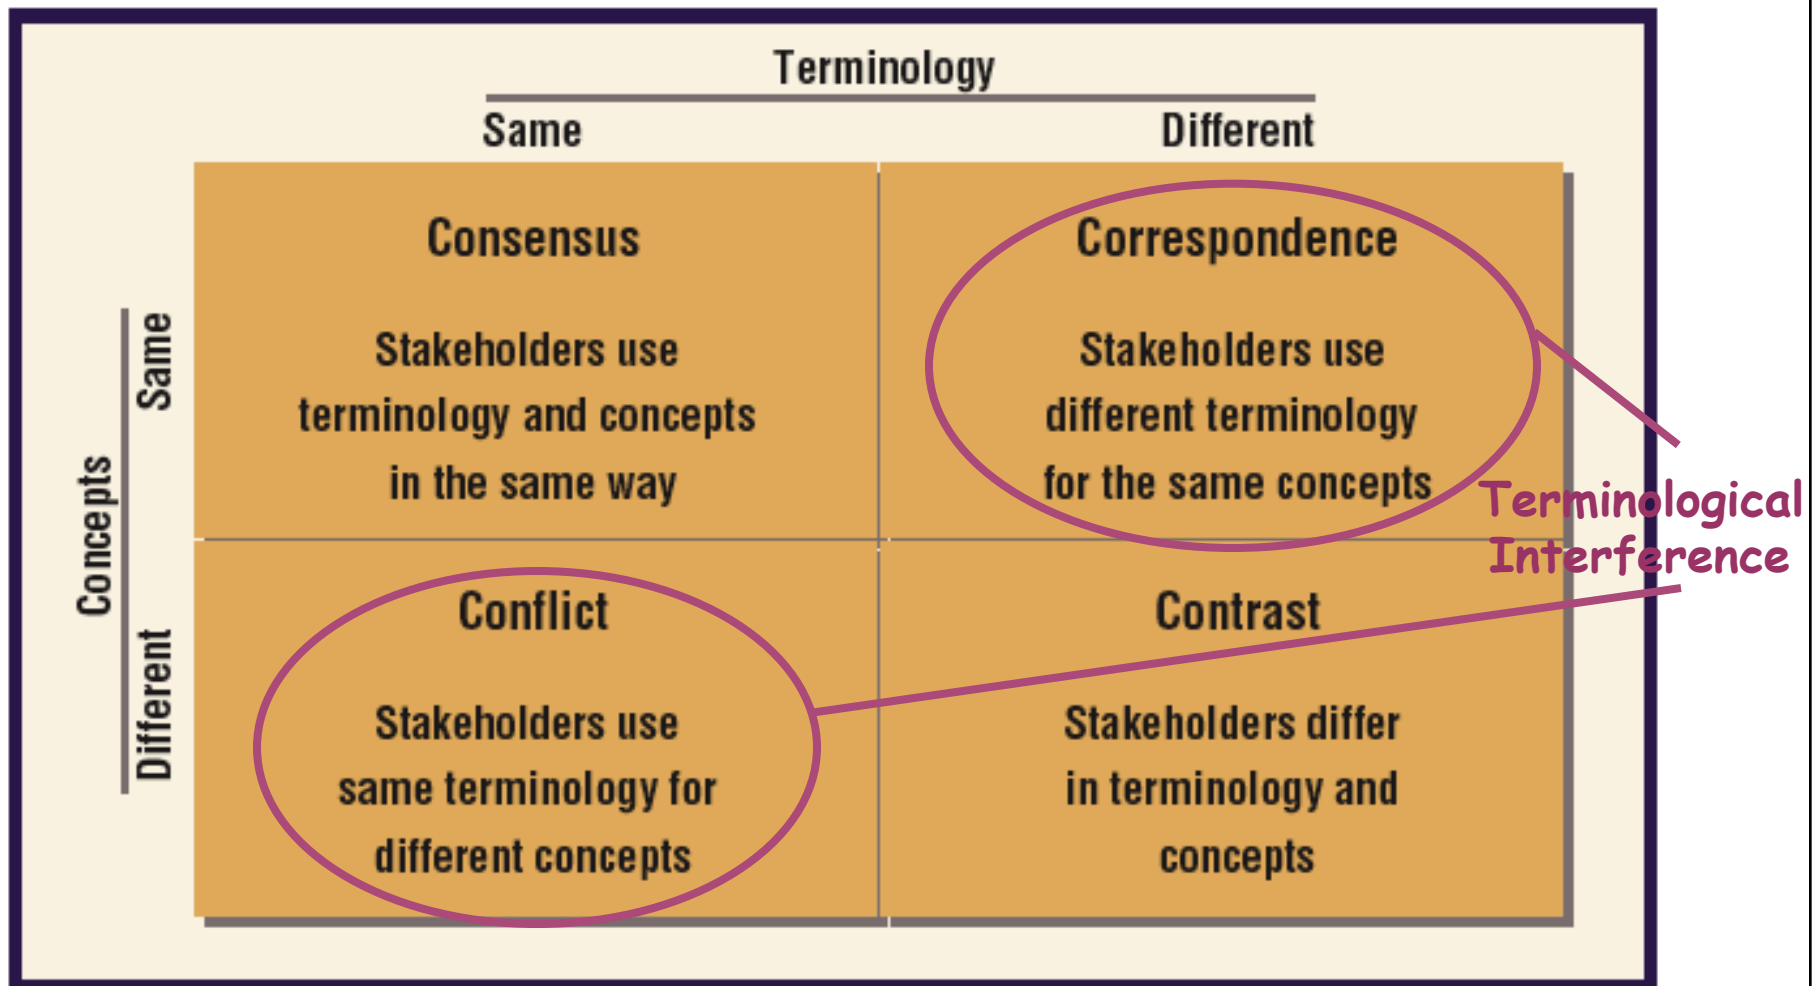 Terminology
Same
Different
Concepts
Same
Different
Consensus
Stakeholders use
terminology and concepts
in the same way
Correspondence
Stakeholders use
different terminology
for the same concepts
Conflict
Stakeholders use
same terminology for
different concepts
Contrast
Stakeholders differ
in terminology and
concepts
Terminological
Interference